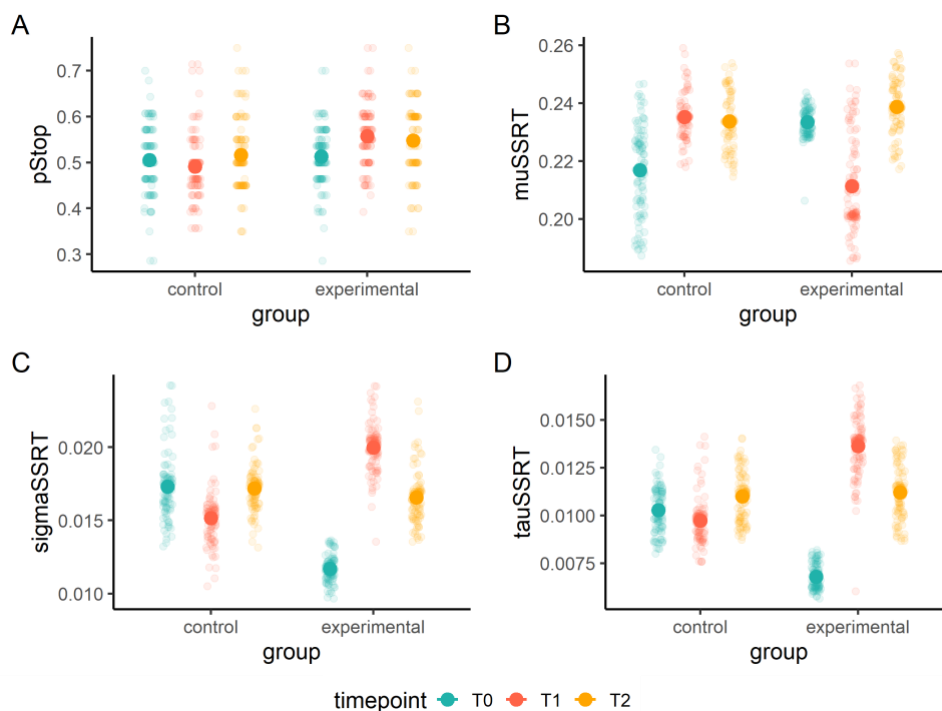 A
pStop
0.7
0.6
0.5
0.4
0.3
control experimental
group
B
muSSRT
0.26
0.24
0.22
0.20
control experimental
group
C
sigmaSSRT
0.020
0.015
0.010
control experimental
group
D
tauSSRT
0.0150
0.0125
0.0100
0.0075
control experimental
group
timepoint T0 T1 T2